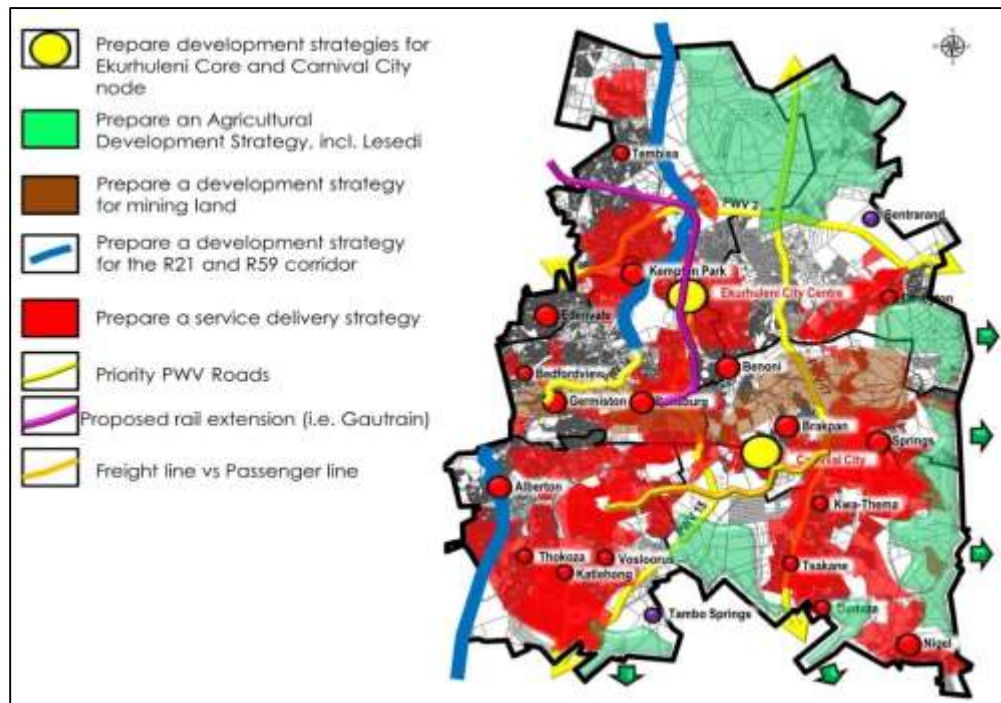 Prepare development strategies for
Ekurhuleni Core and Carnival City
node
Prepare an Agricultural
Development Strategy, incl. Lesedi
Prepare a development strategy
for mining land
Prepare a development strategy
for the R21 and R59 corridor
Prepare a service delivery strategy
Priority PWV Roads
Proposed rail extension (i.e. Gautrain)
Freight line vs Passenger line
Tembisa
Sentrarand
Kempton Park
Ekurhuleni City Centre
Edenvale
Bedfordview
Benoni
Germiston
Boksburg
Brakpan
Springs
Carnival City
Alberton
Kwa-Thema
PWV 15
Thokoza
Vosloorus
Katlehong
Tsakane
Tambo Springs
Duduza
Nigel